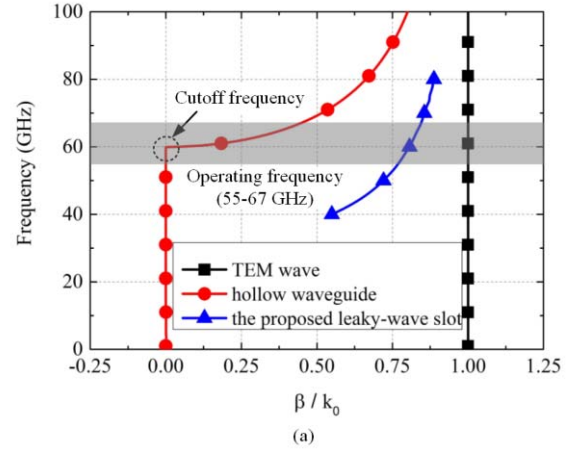 100
80
60
40
20
0
Frequency (GHz)
Cutoff frequency
Operating frequency
(55-67 GHz)
TEM wave
hollow waveguide
the proposed leaky-wave slot
-0.25 0.00 0.25 0.50 0.75 1.00 1.25
β / k₀
(a)